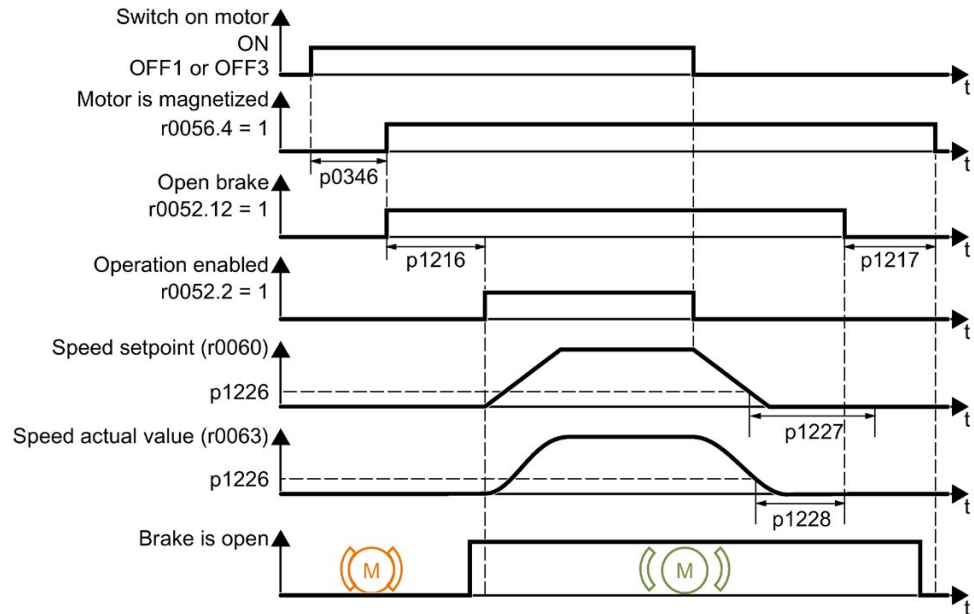 Switch on motor
ON
OFF1 or OFF3
t
Motor is magnetized
r0056.4 = 1
t
p0346
Open brake
r0052.12 = 1
t
p1216
p1217
Operation enabled
r0052.2 = 1
t
Speed setpoint (r0060)
p1226
t
p1227
Speed actual value (r0063)
p1226
t
p1228
Brake is open
M
M
t